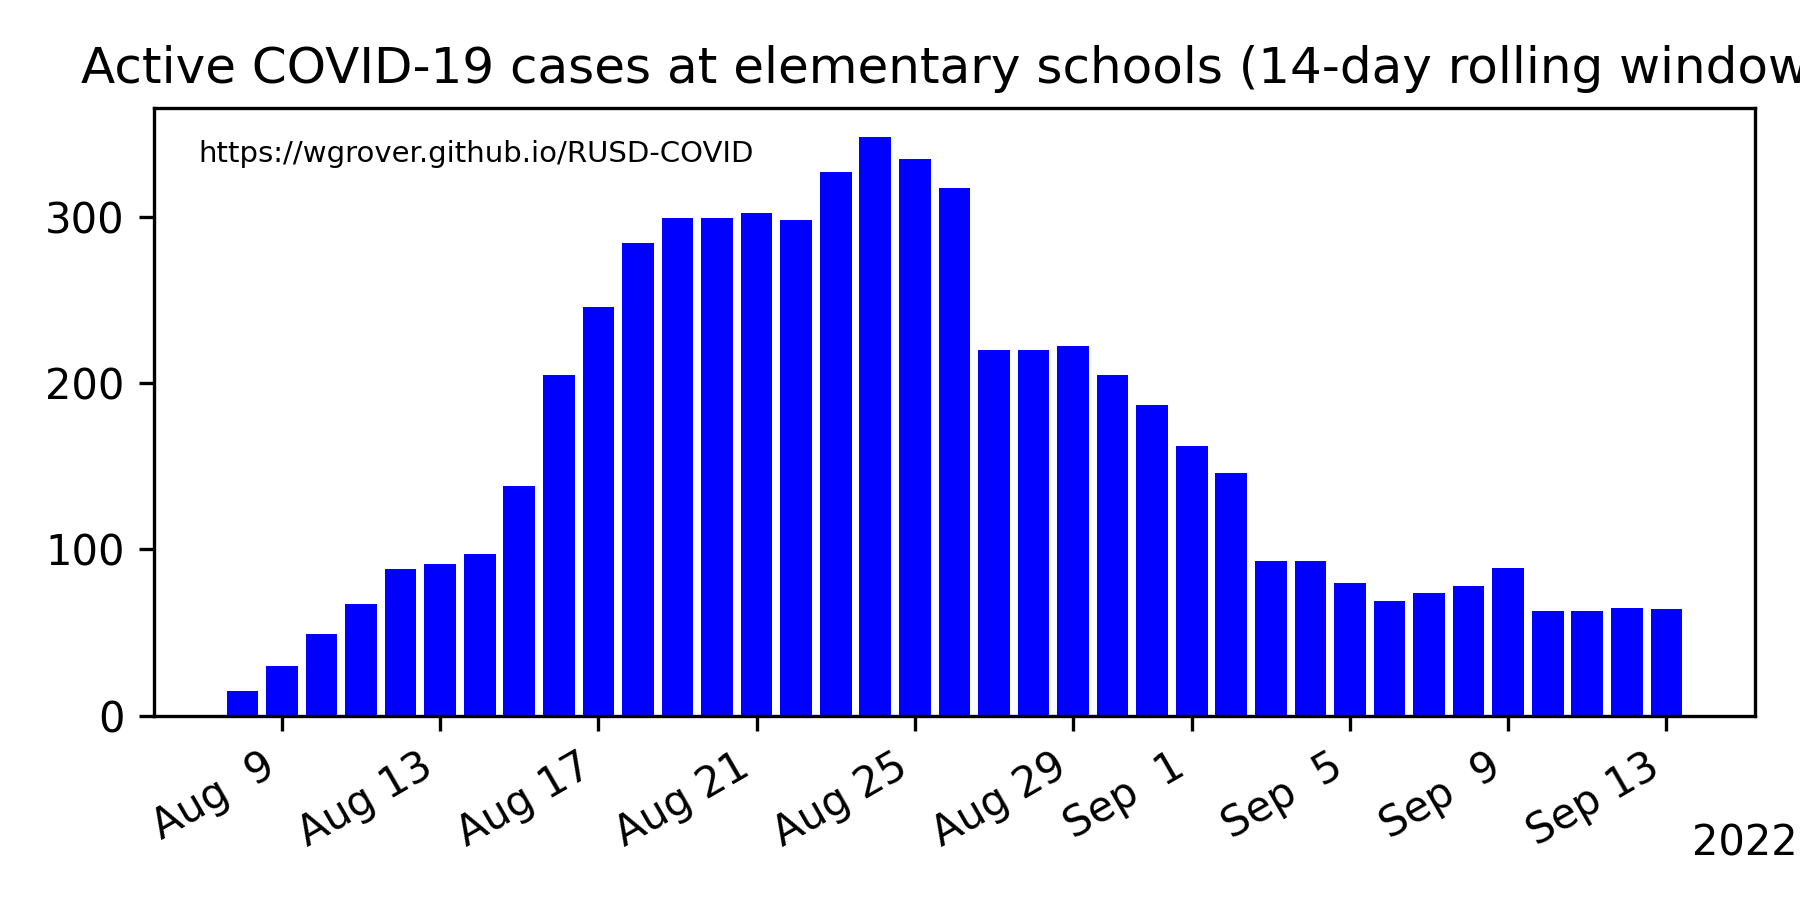 Active COVID-19 cases at elementary schools (14-day rolling window
https://wgrover.github.io/RUSD-COVID
300
200
100
0
Aug 9
Aug 13
Aug 17
Aug 21
Aug 25
Aug 29
Sep 1
Sep 5
Sep 9
Sep 13
2022